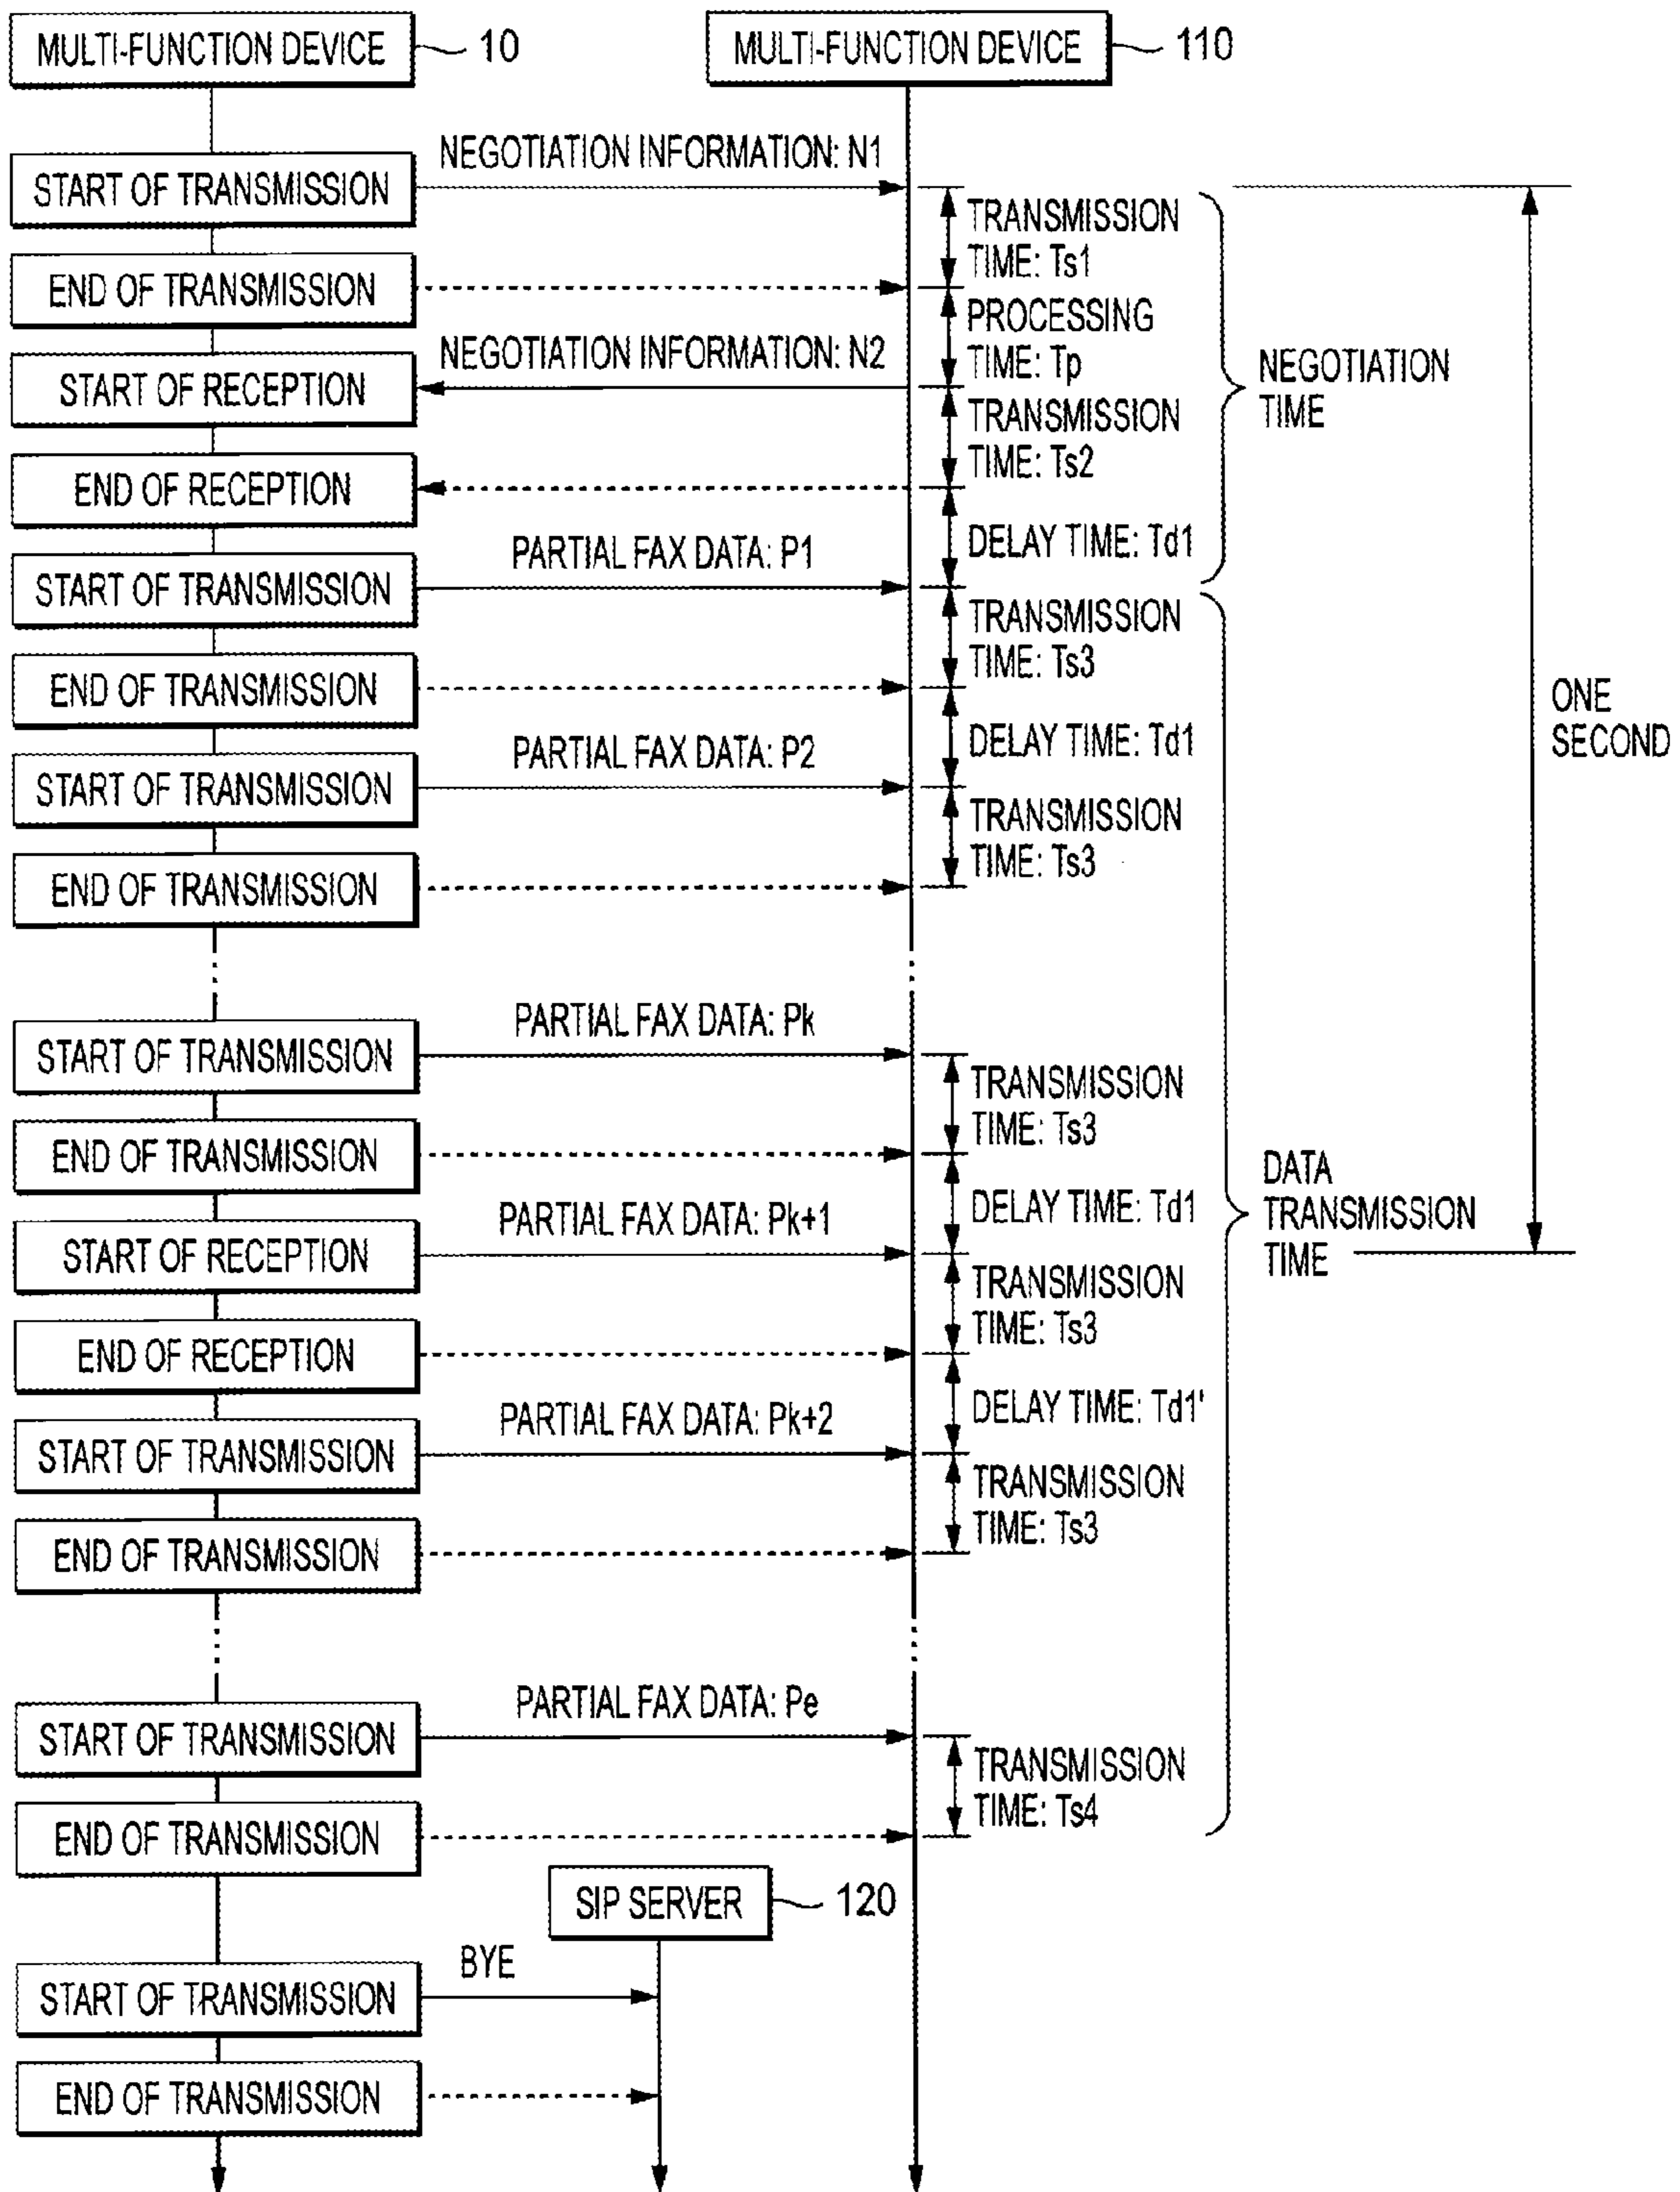 MULTI-FUNCTION DEVICE
10
MULTI-FUNCTION DEVICE
110
NEGOTIATION INFORMATION: N1
START OF TRANSMISSION
TRANSMISSION
TIME: Ts1
END OF TRANSMISSION
PROCESSING
TIME: Tp
NEGOTIATION INFORMATION: N2
START OF RECEPTION
NEGOTIATION
TIME
TRANSMISSION
TIME: Ts2
END OF RECEPTION
DELAY TIME: Td1
PARTIAL FAX DATA: P1
START OF TRANSMISSION
TRANSMISSION
TIME: Ts3
END OF TRANSMISSION
ONE
SECOND
DELAY TIME: Td1
PARTIAL FAX DATA: P2
START OF TRANSMISSION
TRANSMISSION
TIME: Ts3
END OF TRANSMISSION
PARTIAL FAX DATA: Pk
START OF TRANSMISSION
TRANSMISSION
TIME: Ts3
END OF TRANSMISSION
DATA
TRANSMISSION
TIME
DELAY TIME: Td1
PARTIAL FAX DATA: Pk+1
START OF RECEPTION
TRANSMISSION
TIME: Ts3
END OF RECEPTION
DELAY TIME: Td1'
PARTIAL FAX DATA: Pk+2
START OF TRANSMISSION
TRANSMISSION
TIME: Ts3
END OF TRANSMISSION
PARTIAL FAX DATA: Pe
START OF TRANSMISSION
TRANSMISSION
TIME: Ts4
END OF TRANSMISSION
SIP SERVER
120
BYE
START OF TRANSMISSION
END OF TRANSMISSION